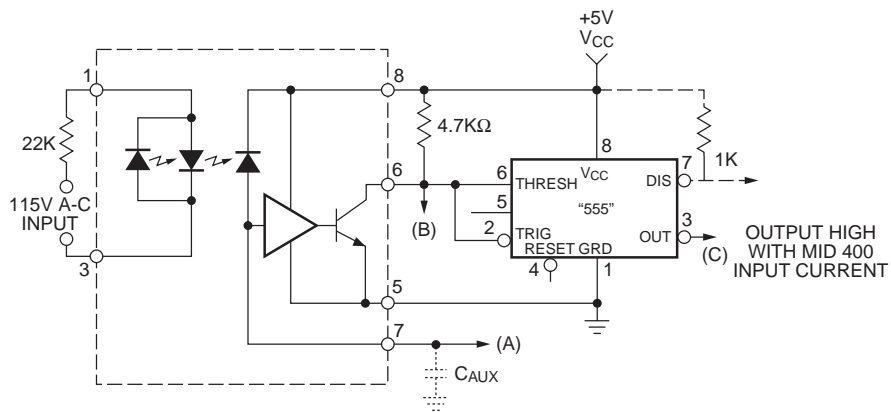 +5V
VCC
1
8
22K
4.7KΩ
1K
6
8
VCC
7
6
THRESH
DIS
115V A-C
INPUT
5
"555"
3
(B)
2
TRIG
OUT
(C)
OUTPUT HIGH
WITH MID 400
INPUT CURRENT
RESET
GRD
3
4
1
5
7
(A)
CAUX